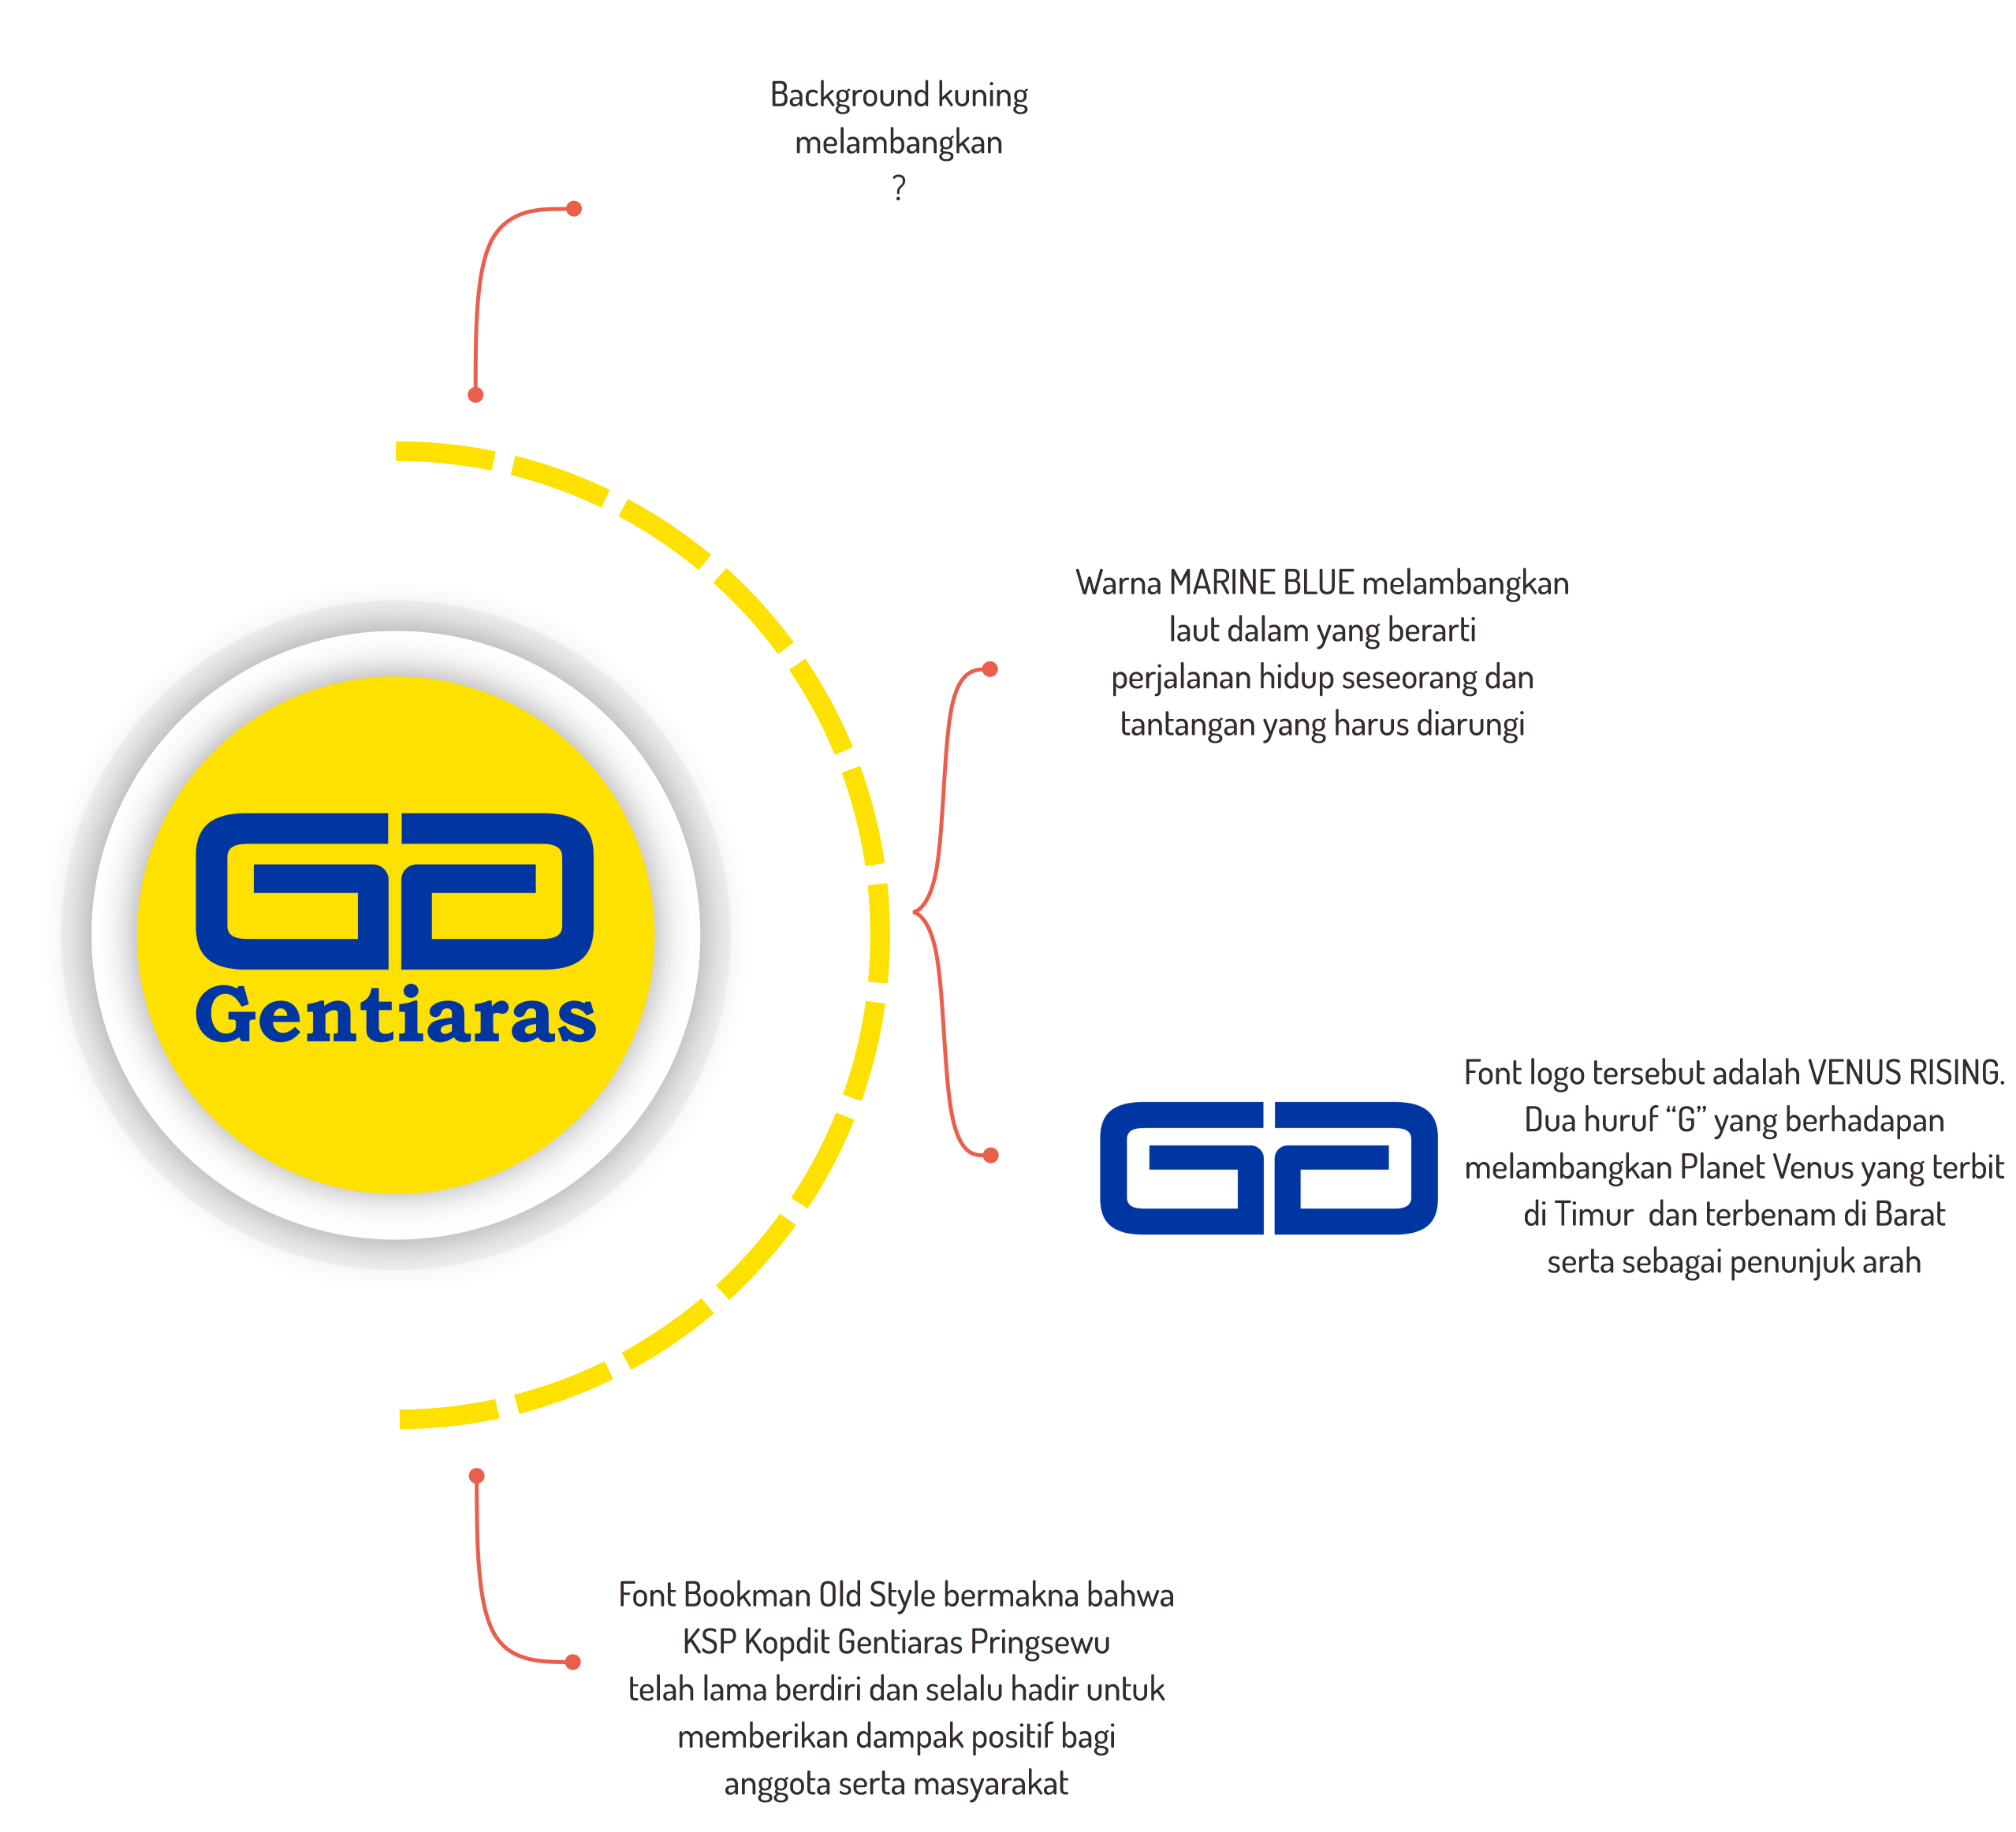 Background kuning
melambangkan
?
Warna MARINE BLUE melambangkan
laut dalam yang berarti
perjalanan hidup seseorang dan
tantangan yang harus diarungi
GG
Gentiaras
GG
Font logo tersebut adalah VENUS RISING.
Dua huruf “G” yang berhadapan
melambangkan Planet Venus yang terbit
di Timur  dan terbenam di Barat
serta sebagai penunjuk arah
Font Bookman Old Style bermakna bahwa
KSP Kopdit Gentiaras Pringsewu
telah lama berdiri dan selalu hadir untuk
memberikan dampak positif bagi
anggota serta masyarakat